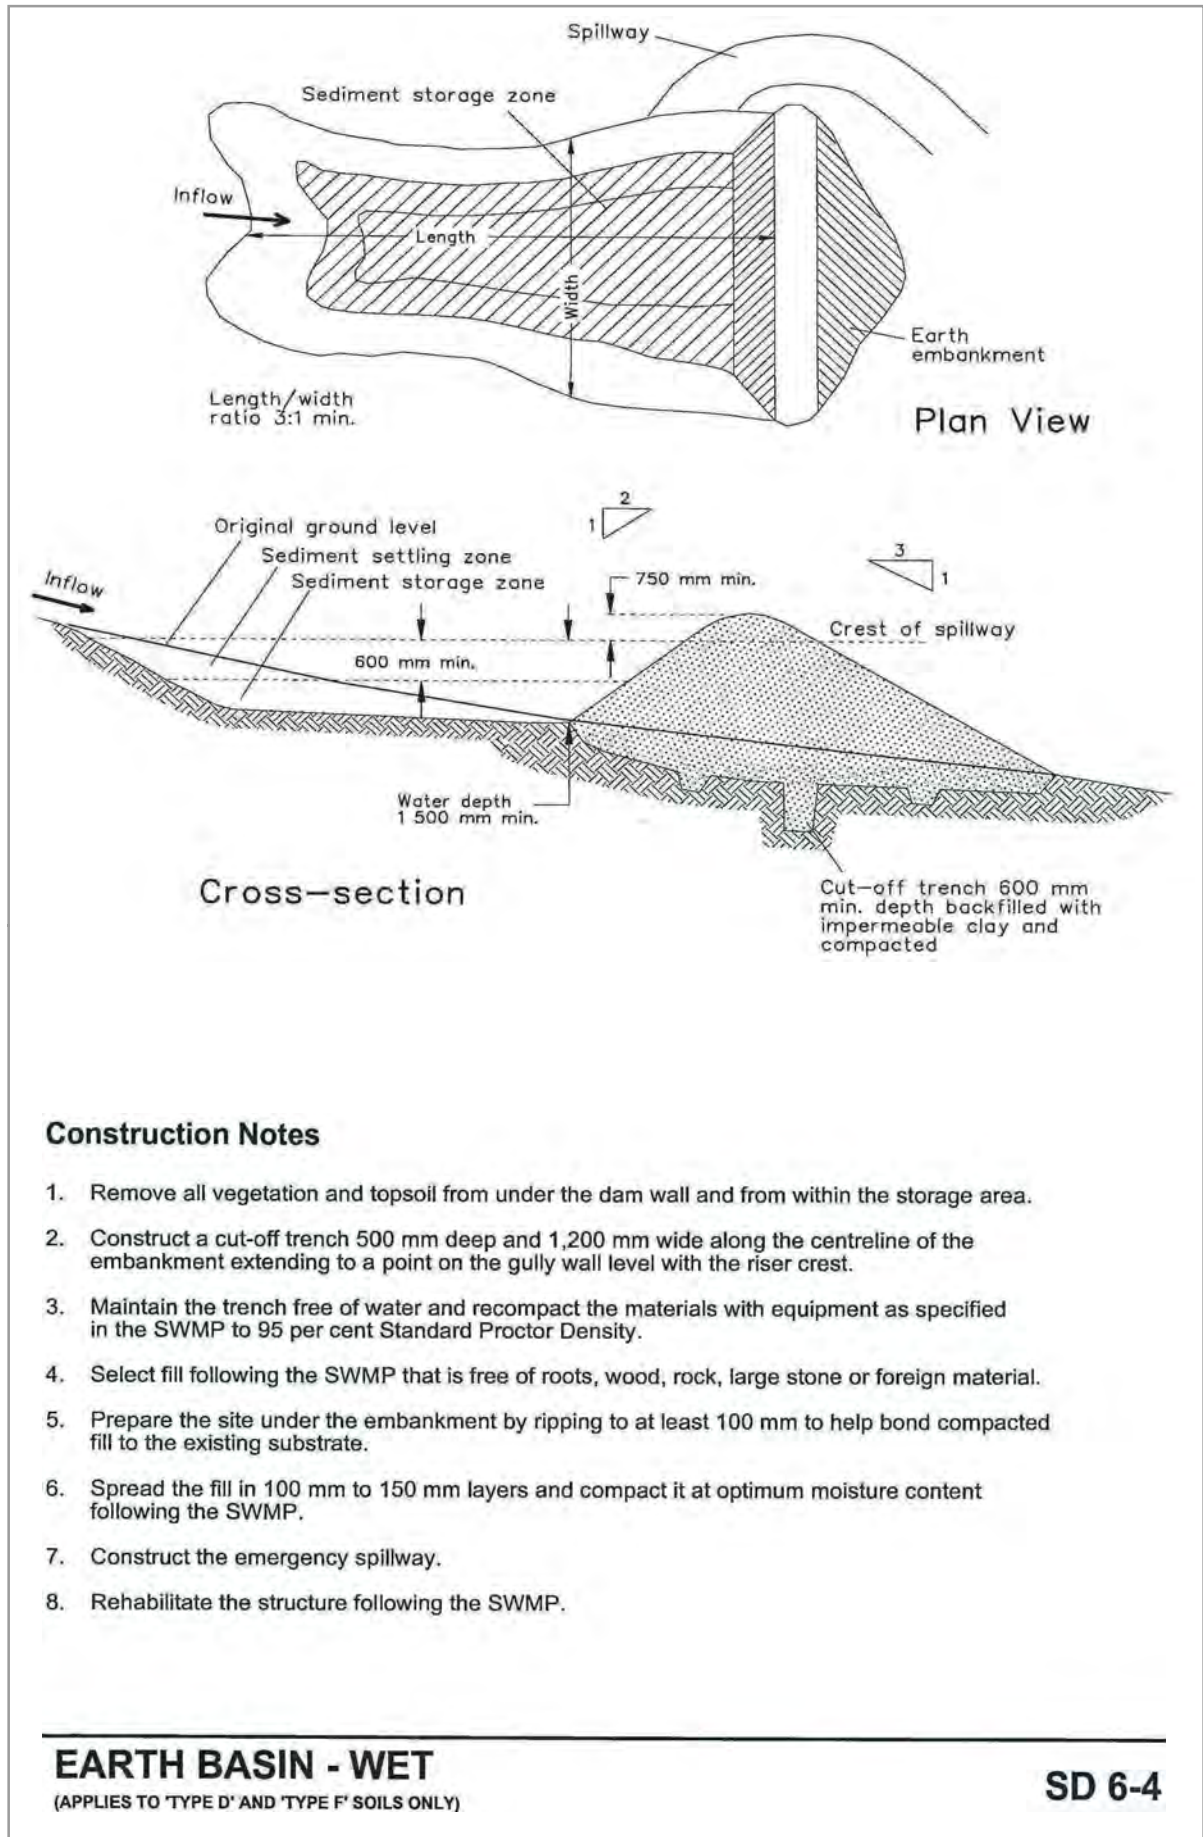 Spillway
Sediment storage zone
Inflow
Length
Width
Earth
embankment
Length/width
ratio 3:1 min.
Plan View
2
1
3
1
Original ground level
Sediment settling zone
Sediment storage zone
Inflow
750 mm min.
Crest of spillway
600 mm min.
Water depth
1 500 mm min.
Cross-section
Cut-off trench 600 mm
min. depth backfilled with
impermeable clay and
compacted
Construction Notes
1. Remove all vegetation and topsoil from under the dam wall and from within the storage area.
2. Construct a cut-off trench 500 mm deep and 1,200 mm wide along the centreline of the
embankment extending to a point on the gully wall level with the riser crest.
3. Maintain the trench free of water and recompact the materials with equipment as specified
in the SWMP to 95 per cent Standard Proctor Density.
4. Select fill following the SWMP that is free of roots, wood, rock, large stone or foreign material.
5. Prepare the site under the embankment by ripping to at least 100 mm to help bond compacted
fill to the existing substrate.
6. Spread the fill in 100 mm to 150 mm layers and compact it at optimum moisture content
following the SWMP.
7. Construct the emergency spillway.
8. Rehabilitate the structure following the SWMP.
EARTH BASIN - WET
(APPLIES TO 'TYPE D' AND 'TYPE F' SOILS ONLY)
SD 6-4